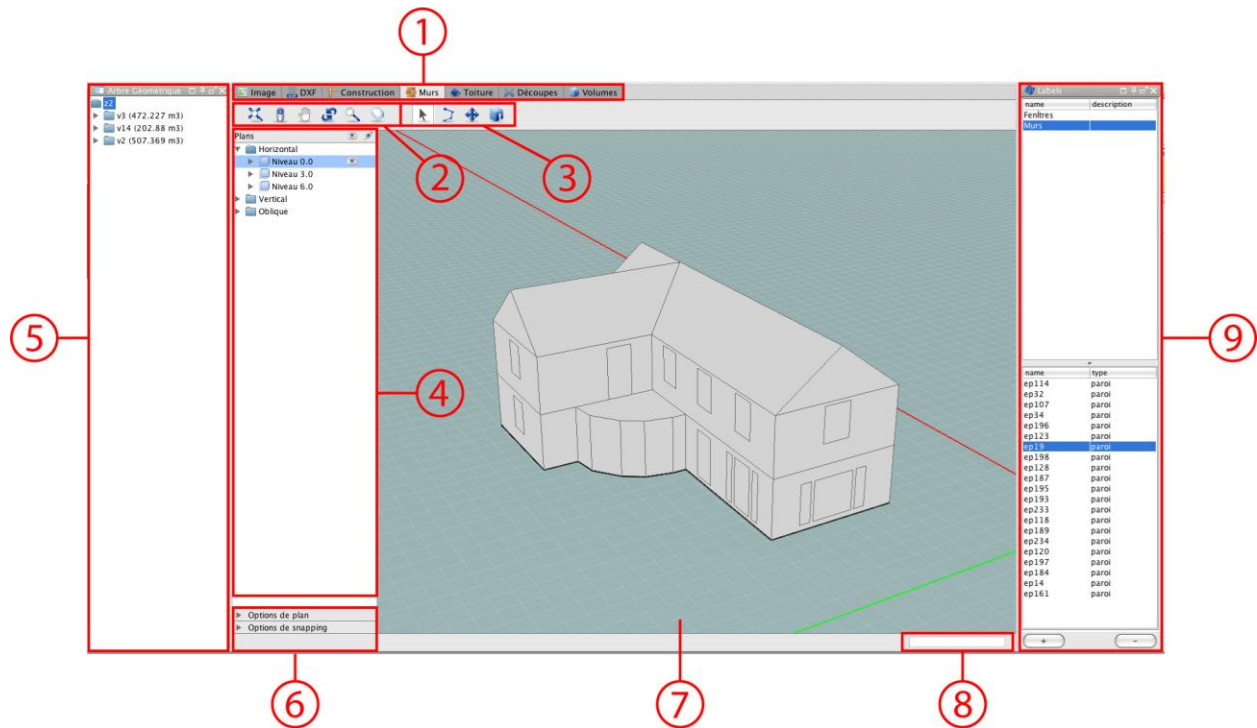 1
Arbre Géométrique
z2
v3 (472.227 m3)
v14 (202.88 m3)
v2 (507.369 m3)
Image DXF Construction Murs Toiture Découpes Volumes
Plans
Horizontal
Niveau 0.0
Niveau 3.0
Niveau 6.0
Vertical
Oblique
2
3
4
5
Options de plan
Options de snapping
6
7
8
Labels
name description
Fenîtres
Murs
9
name type
ep114 paroi
ep32 paroi
ep107 paroi
ep34 paroi
ep196 paroi
ep123 paroi
ep19 paroi
ep198 paroi
ep128 paroi
ep187 paroi
ep195 paroi
ep193 paroi
ep233 paroi
ep118 paroi
ep189 paroi
ep234 paroi
ep120 paroi
ep197 paroi
ep184 paroi
ep14 paroi
ep161 paroi
+ -